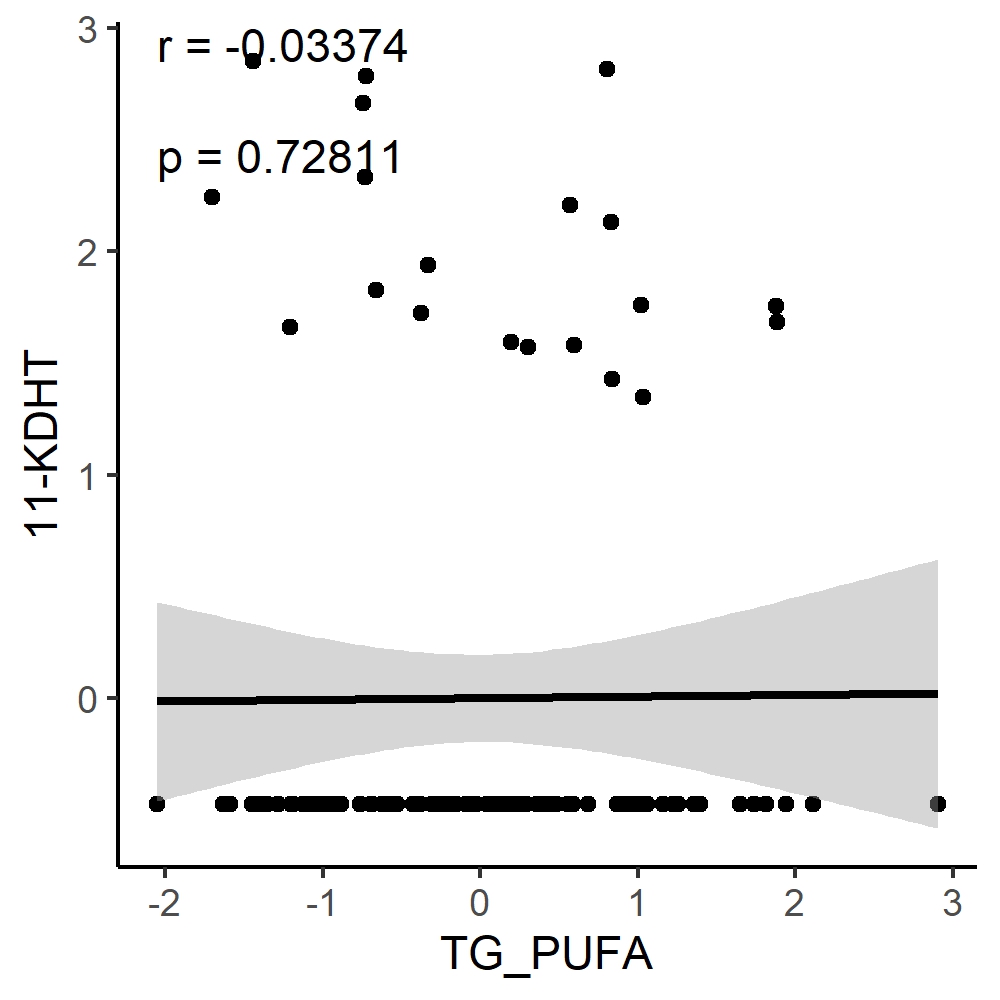 r = -0.03374
p = 0.72811
3
2
1
0
11-KDHT
-2 -1 0 1 2 3
TG_PUFA